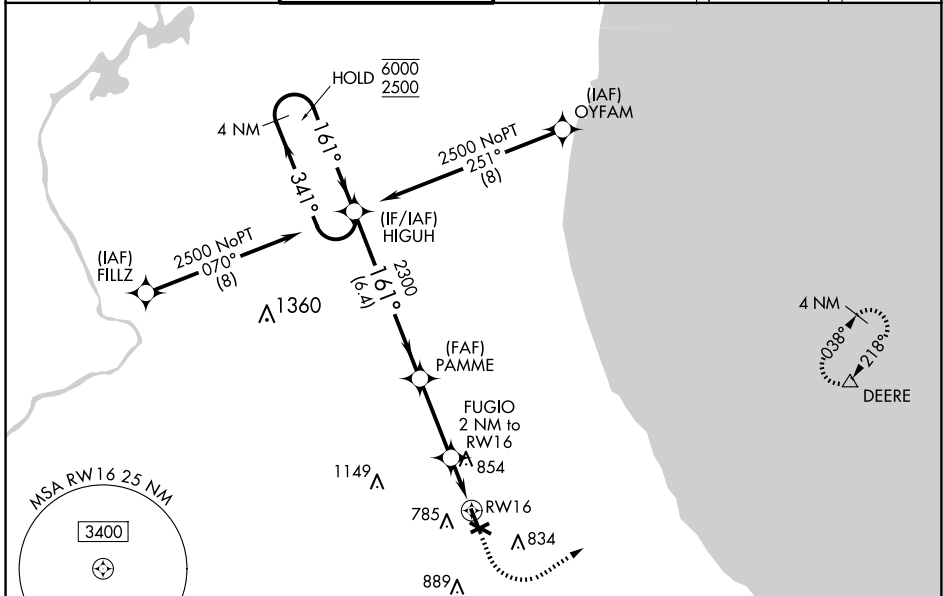 HOLD 6000
2500
4 NM
161°
341°
(IAF)
OYFAM
2500 NoPT
251°
(8)
(IF/IAF)
HIGUH
(IAF)
FILLZ
2500 NoPT
070°
(8)
1360
2300
161°
(6.4)
(FAF)
PAMME
4 NM
038°
218°
DEERE
FUGIO
2 NM to
RW16
854
1149
RW16
785
834
889
MSA RW16 25 NM
3400